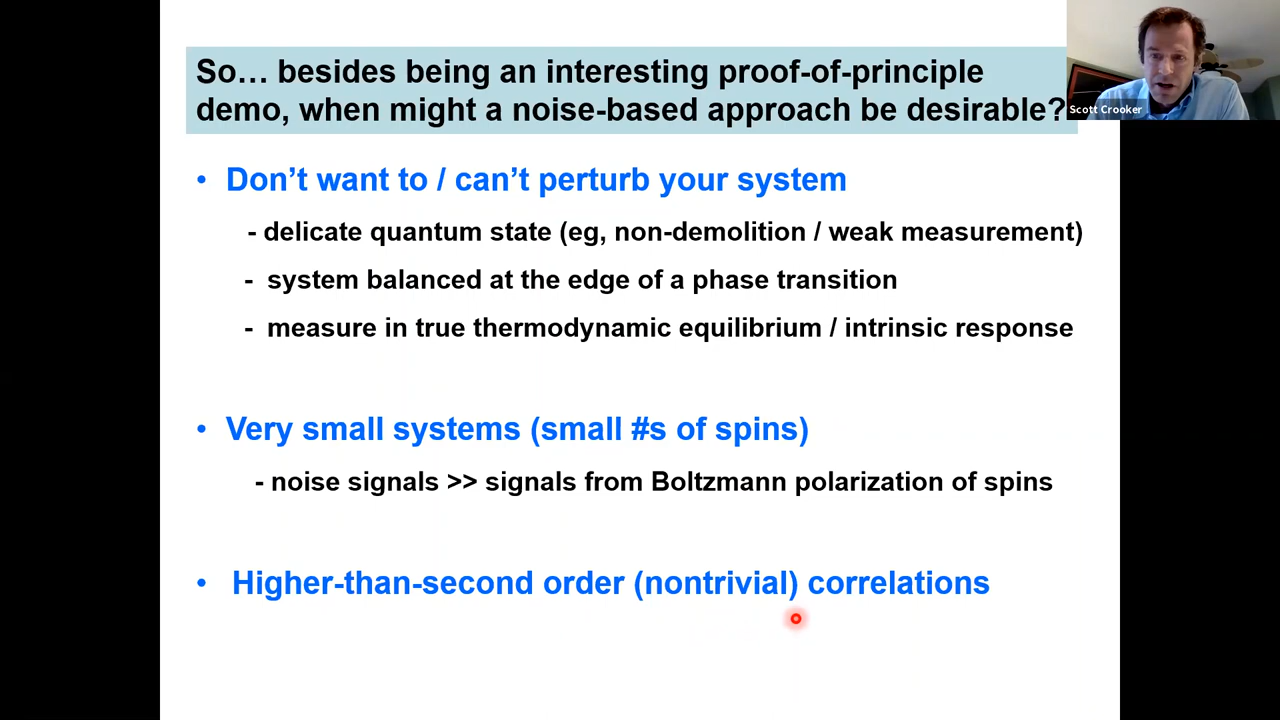 So… besides being an interesting proof-of-principle
demo, when might a noise-based approach be desirable?
Scott Crooker
• Don't want to / can't perturb your system
- delicate quantum state (eg, non-demolition / weak measurement)
- system balanced at the edge of a phase transition
- measure in true thermodynamic equilibrium / intrinsic response
• Very small systems (small #s of spins)
- noise signals >> signals from Boltzmann polarization of spins
• Higher-than-second order (nontrivial) correlations